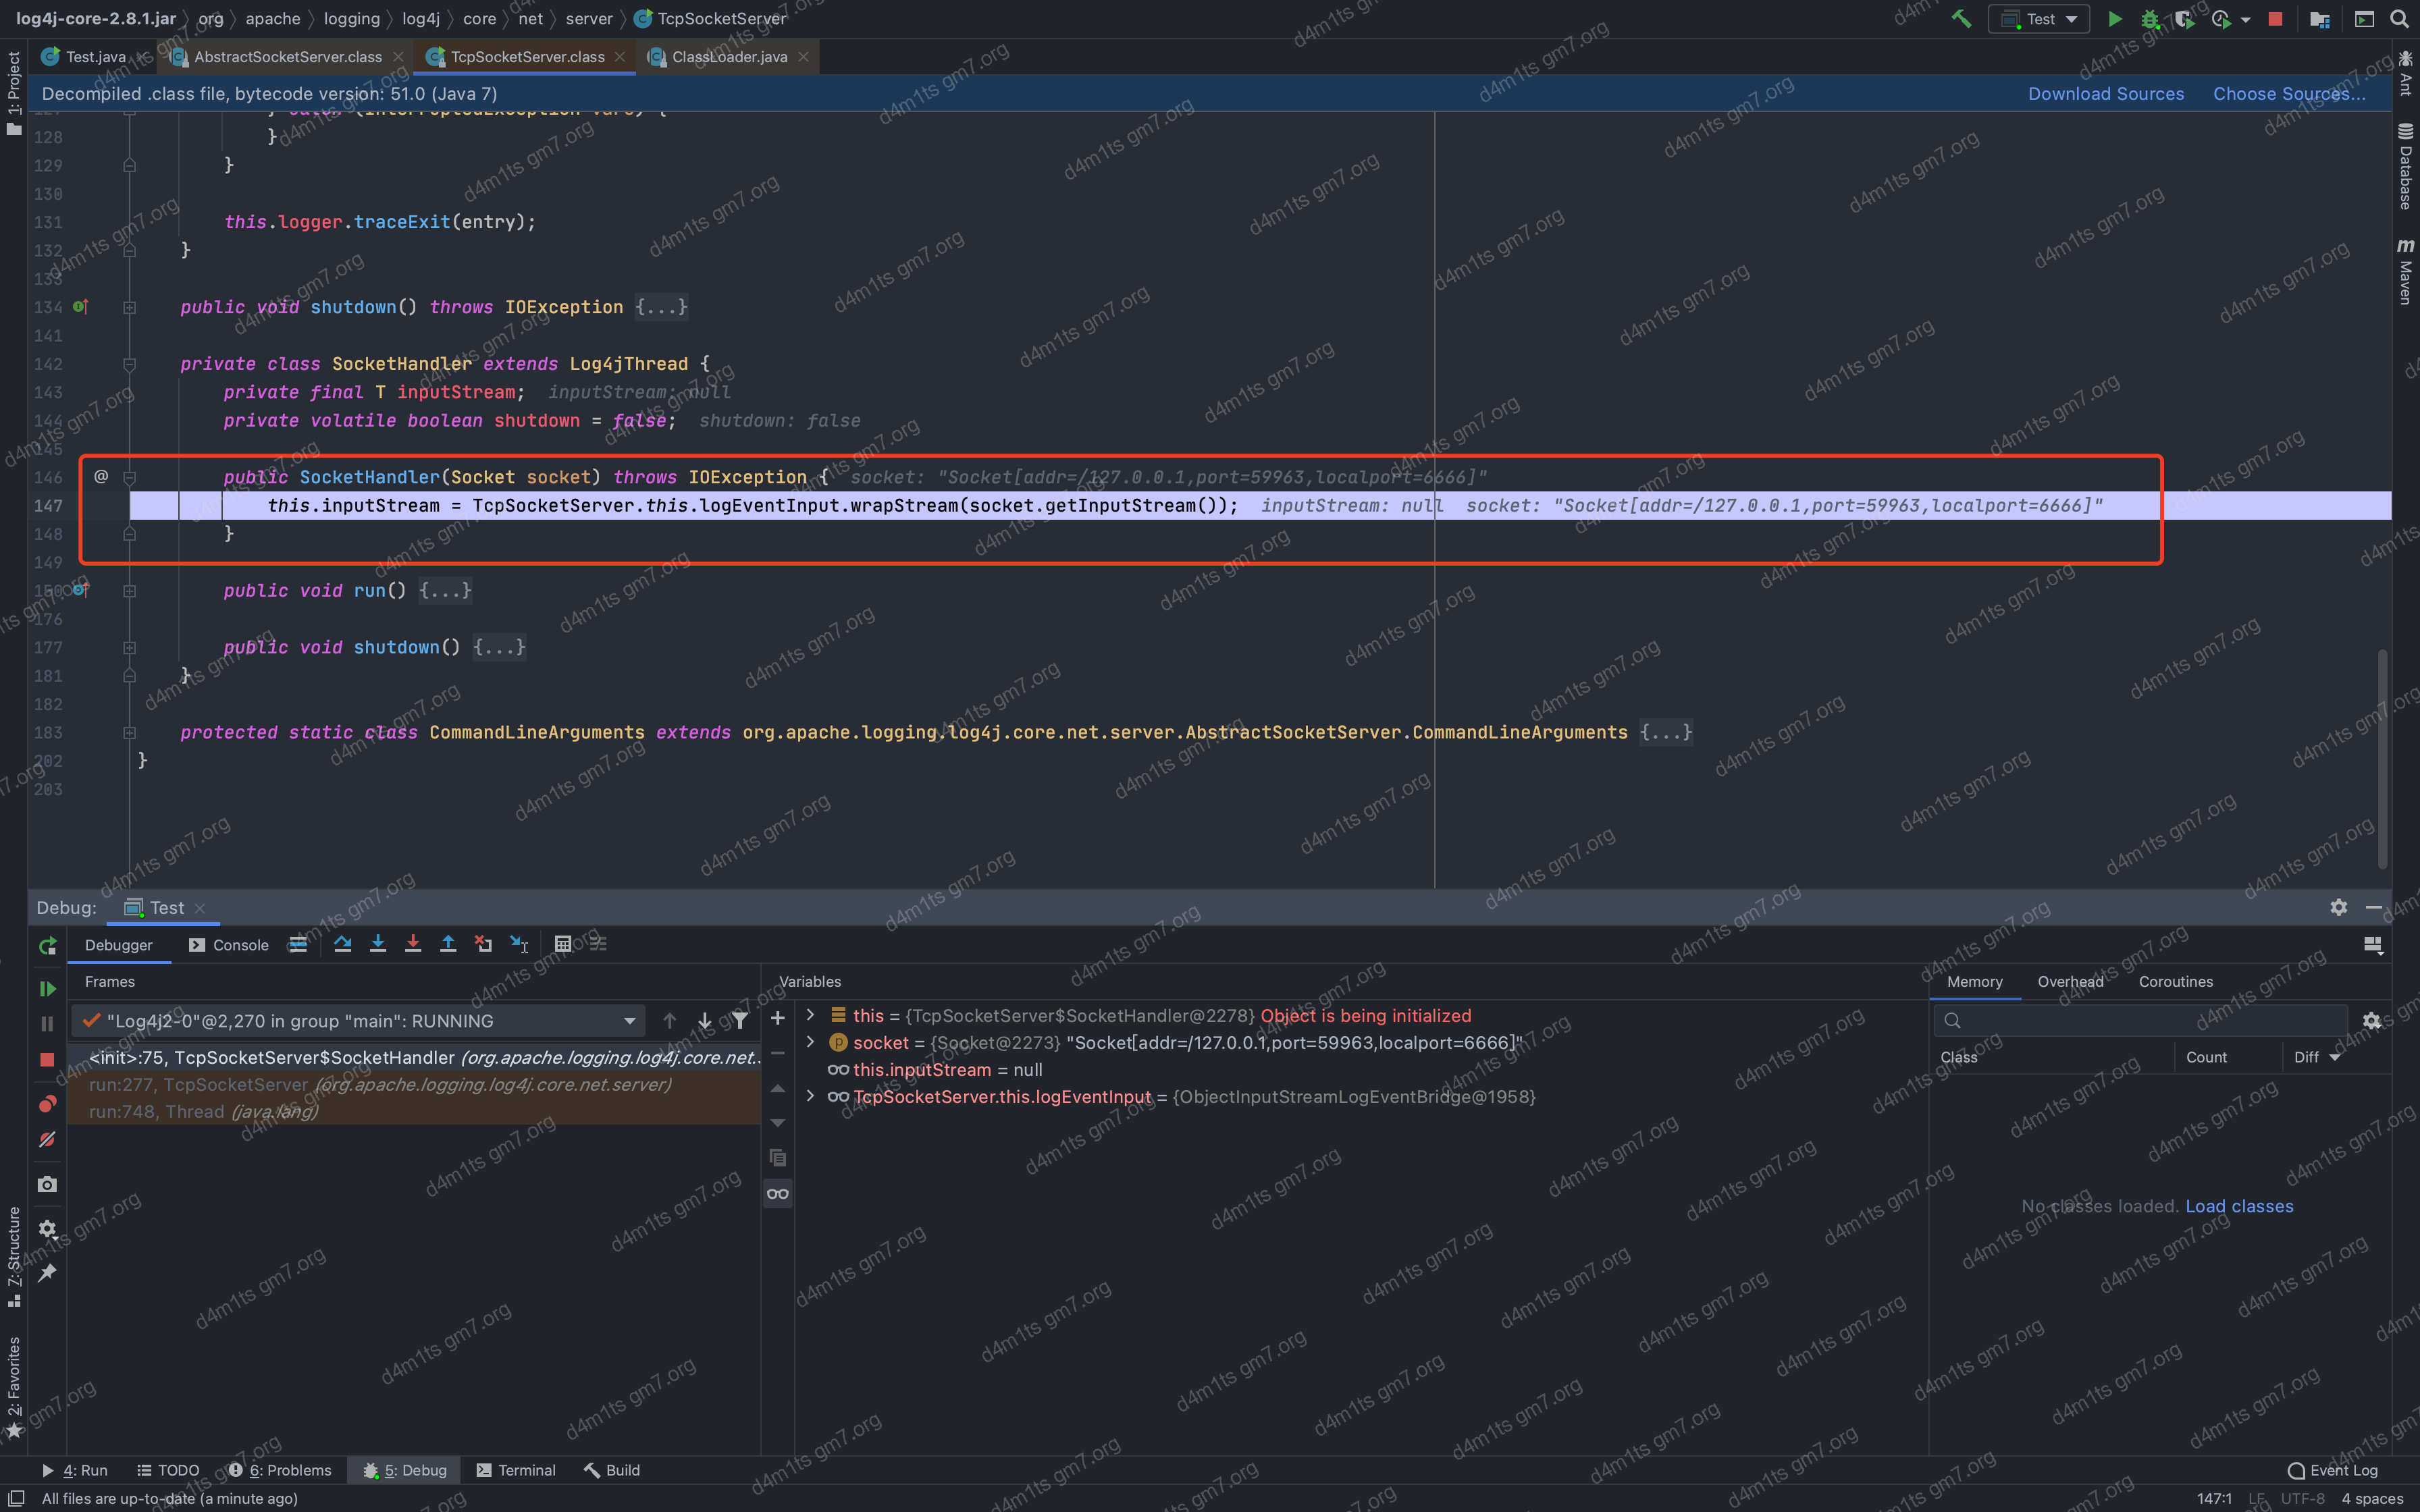 log4j-core-2.8.1.jar › org › apache › logging › log4j › core › net › server › TcpSocketServer
Test
Test.java
AbstractSocketServer.class
TcpSocketServer.class
ClassLoader.java
Decompiled .class file, bytecode version: 51.0 (Java 7)
Download Sources
Choose Sources...
1: Project
Ant
Database
Maven
128 }
129 }
130
131 this.logger.traceExit(entry);
132 }
133
134 public void shutdown() throws IOException {...}
141
142 private class SocketHandler extends Log4jThread {
143 private final T inputStream; inputStream: null
144 private volatile boolean shutdown = false; shutdown: false
145
146 @ public SocketHandler(Socket socket) throws IOException { socket: "Socket[addr=/127.0.0.1,port=59963,localport=6666]"
147 this.inputStream = TcpSocketServer.this.logEventInput.wrapStream(socket.getInputStream()); inputStream: null socket: "Socket[addr=/127.0.0.1,port=59963,localport=6666]"
148 }
149
150 public void run() {...}
176
177 public void shutdown() {...}
181 }
182
183 protected static class CommandLineArguments extends org.apache.logging.log4j.core.net.server.AbstractSocketServer.CommandLineArguments {...}
202 }
203
Debug: Test
Debugger
Console
Frames
"Log4j2-0"@2,270 in group "main": RUNNING
<init>:75, TcpSocketServer$SocketHandler (org.apache.logging.log4j.core.net..
run:277, TcpSocketServer (org.apache.logging.log4j.core.net.server)
run:748, Thread (java.lang)
Variables
this = {TcpSocketServer$SocketHandler@2278} Object is being initialized
socket = {Socket@2273} "Socket[addr=/127.0.0.1,port=59963,localport=6666]"
this.inputStream = null
TcpSocketServer.this.logEventInput = {ObjectInputStreamLogEventBridge@1958}
Memory
Overhead
Coroutines
Class
Count
Diff
No classes loaded. Load classes
7: Structure
2: Favorites
4: Run
TODO
6: Problems
5: Debug
Terminal
Build
Event Log
All files are up-to-date (a minute ago)
147:1 LF UTF-8 4 spaces
d4m1ts gm7.org